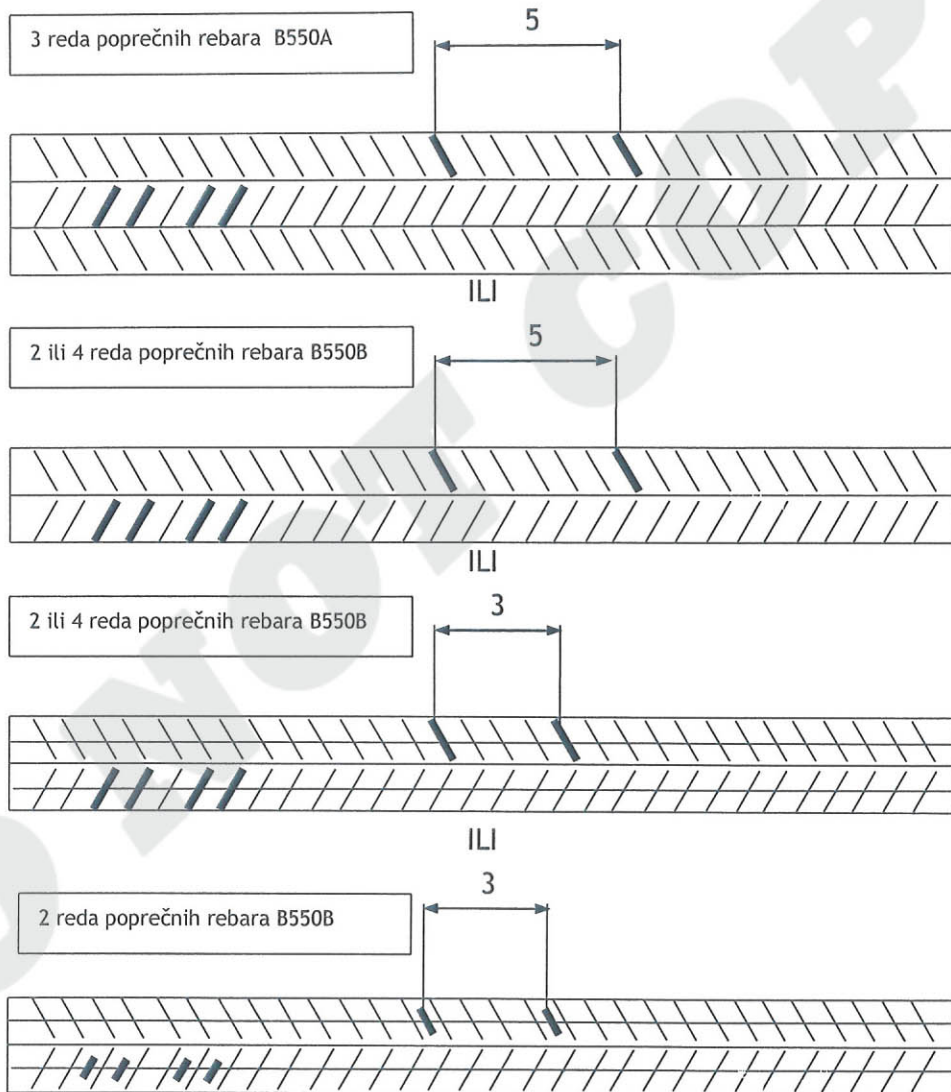 3 reda poprečnih rebara B550A
5
ILI
2 ili 4 reda poprečnih rebara B550B
5
ILI
2 ili 4 reda poprečnih rebara B550B
3
ILI
2 reda poprečnih rebara B550B
3